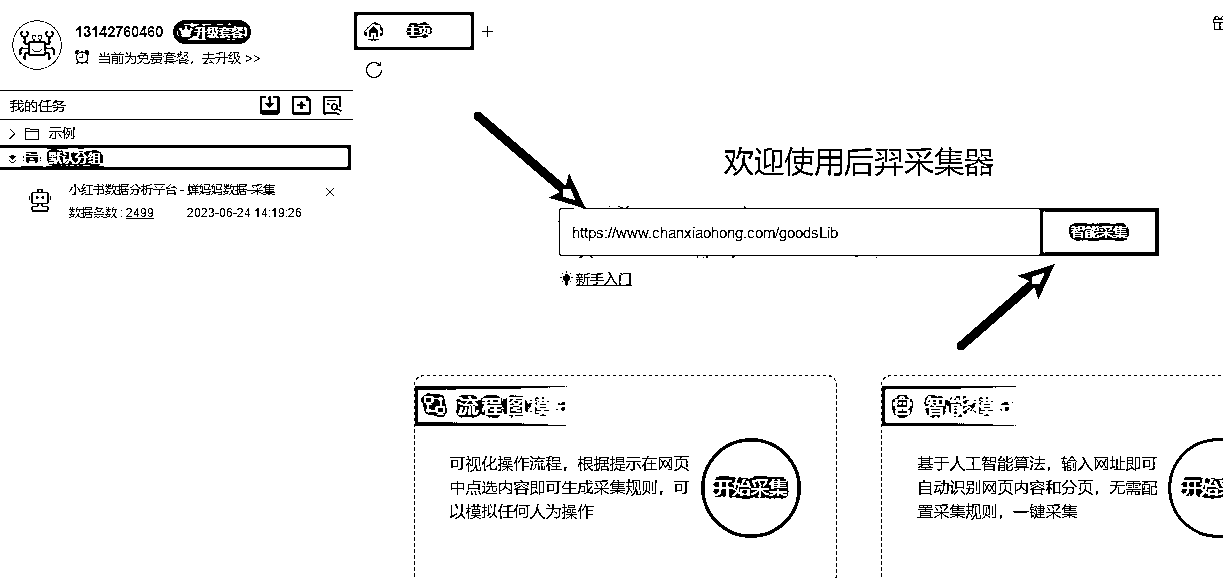 13142760460 升级套餐
当前为免费套餐，去升级 >>
我的任务
示例
默认分组
小红书数据分析平台 - 蝉妈妈数据-采集
数据条数 : 2499 2023-06-24 14:19:26
主页
欢迎使用后羿采集器
https://www.chanxiaohong.com/goodsLib
智能采集
新手入门
流程图模
可视化操作流程，根据提示在网页
中点选内容即可生成采集规则，可
以模拟任何人为操作
开始采集
智能模
基于人工智能算法，输入网址即可
自动识别网页内容和分页，无需配
置采集规则，一键采集
开始采